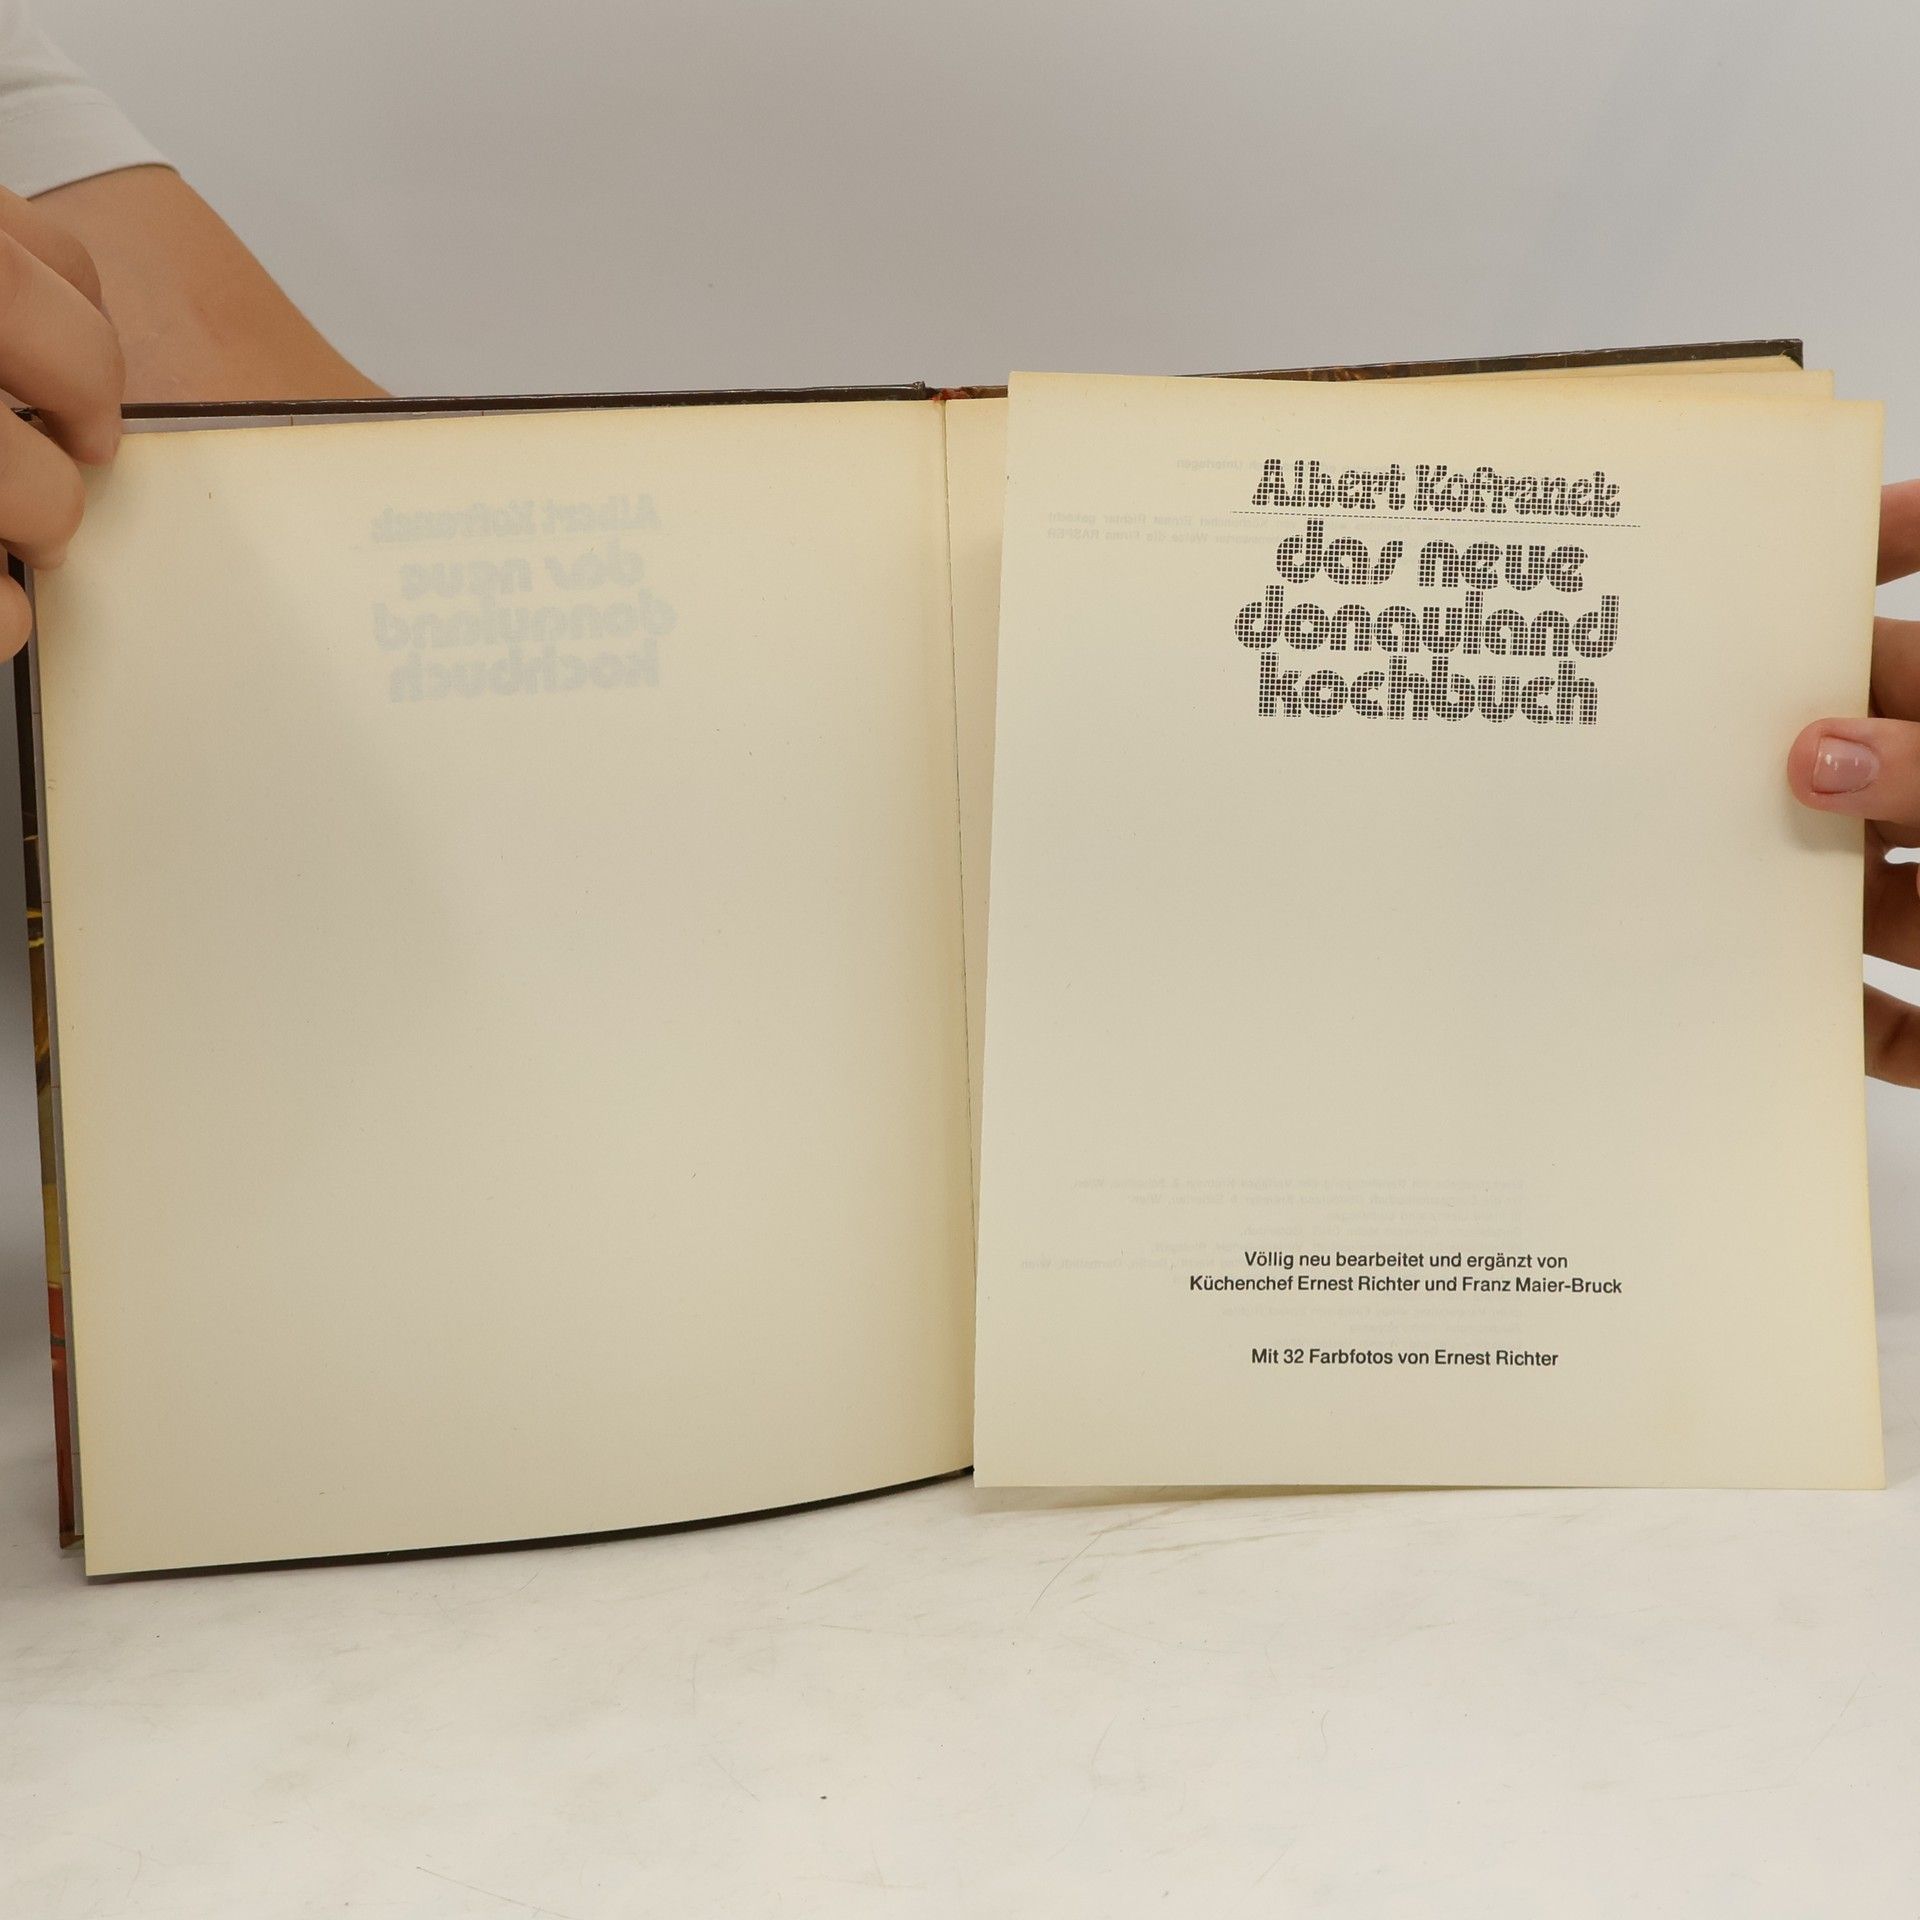 Albert Kofranek
das neue
donauland
kochbuch
Völlig neu bearbeitet und ergänzt von
Küchenchef Ernest Richter und Franz Maier-Bruck
Mit 32 Farbfotos von Ernest Richter